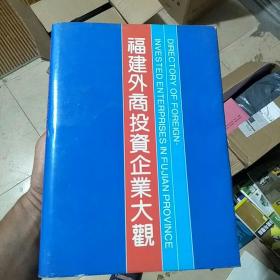 福建外商投資企業大觀
DIRECTORY OF FOREIGN-
INVESTED ENTERPRISES IN FUJIAN PROVINCE